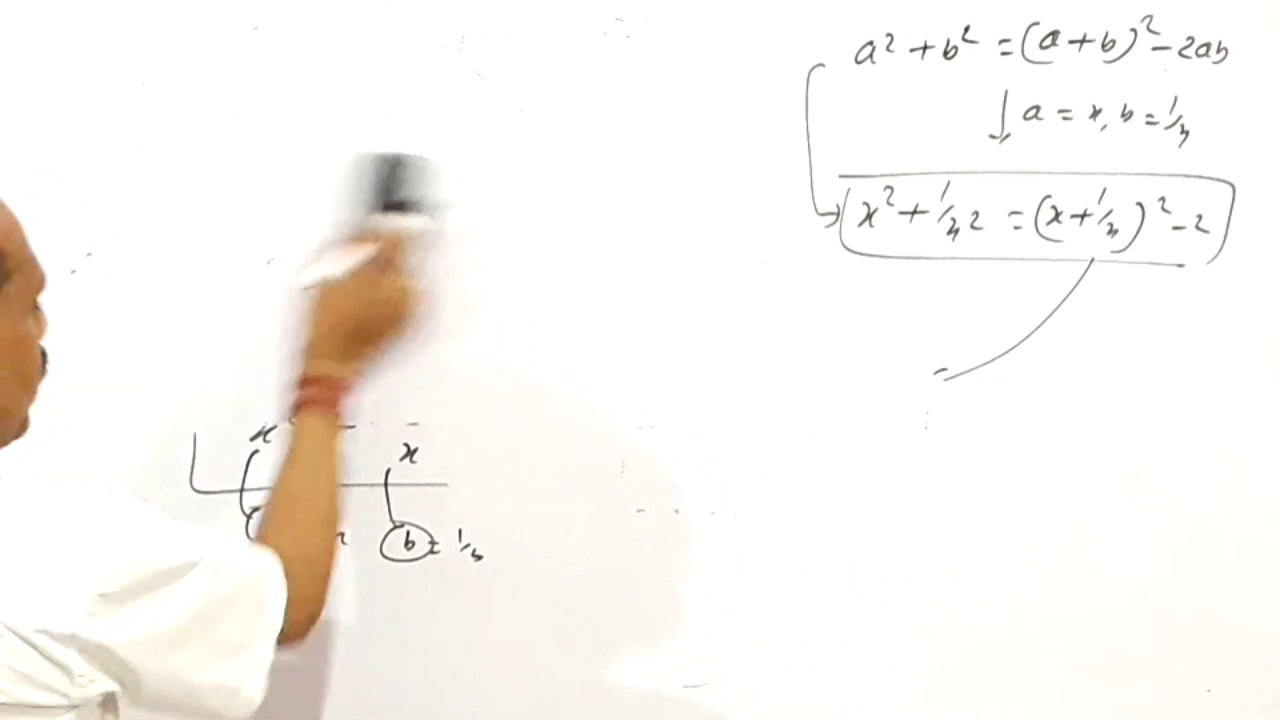 a² + b² = (a+b)² - 2ab
↓ a = x, b = 1/x
x² + 1/x² = (x + 1/x)² - 2
x x
b = 1/x